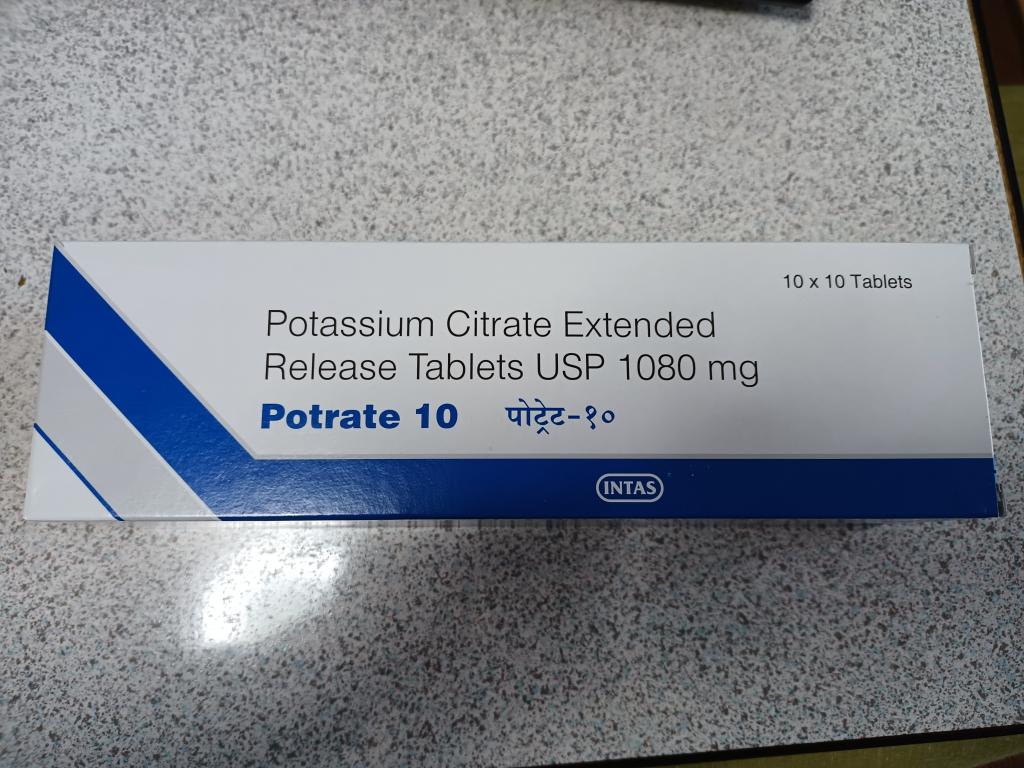 10 x 10 Tablets
Potassium Citrate Extended
Release Tablets USP 1080 mg
Potrate 10 पोट्रेट-१०
INTAS